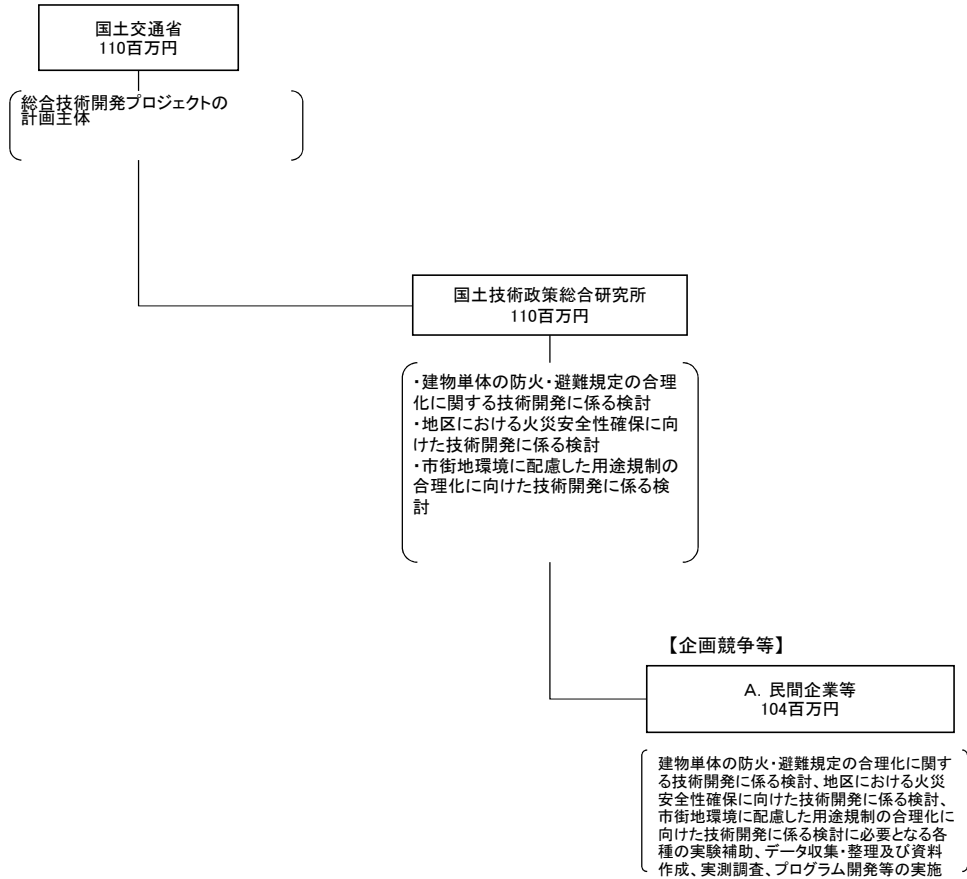 国土交通省
110百万円
総合技術開発プロジェクトの
計画主体
国土技術政策総合研究所
110百万円
・建物単体の防火・避難規定の合理
化に関する技術開発に係る検討
・地区における火災安全性確保に向
けた技術開発に係る検討
・市街地環境に配慮した用途規制の
合理化に向けた技術開発に係る検
討
【企画競争等】
A．民間企業等
104百万円
建物単体の防火・避難規定の合理化に関す
る技術開発に係る検討、地区における火災
安全性確保に向けた技術開発に係る検討、
市街地環境に配慮した用途規制の合理化に
向けた技術開発に係る検討に必要となる各
種の実験補助、データ収集・整理及び資料
作成、実測調査、プログラム開発等の実施